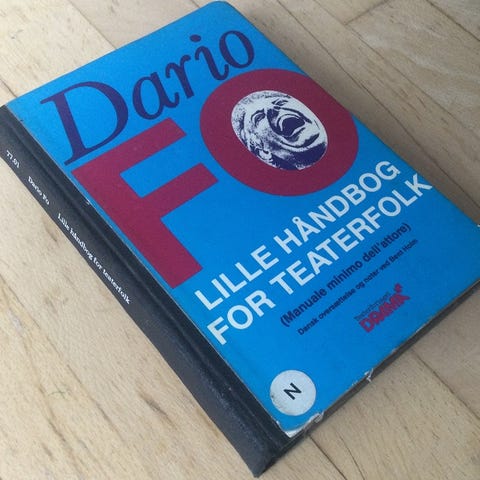 Dario
FO
LILLE HÅNDBOG
FOR TEATERFOLK
(Manuale minimo dell'attore)
Dansk oversættelse og noter ved Bent Holm
Teaterforlaget
DRAMA
N
77.01 Dario Fo Lille håndbog for teaterfolk